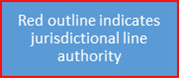 Red outline indicates
jurisdictional line
authority